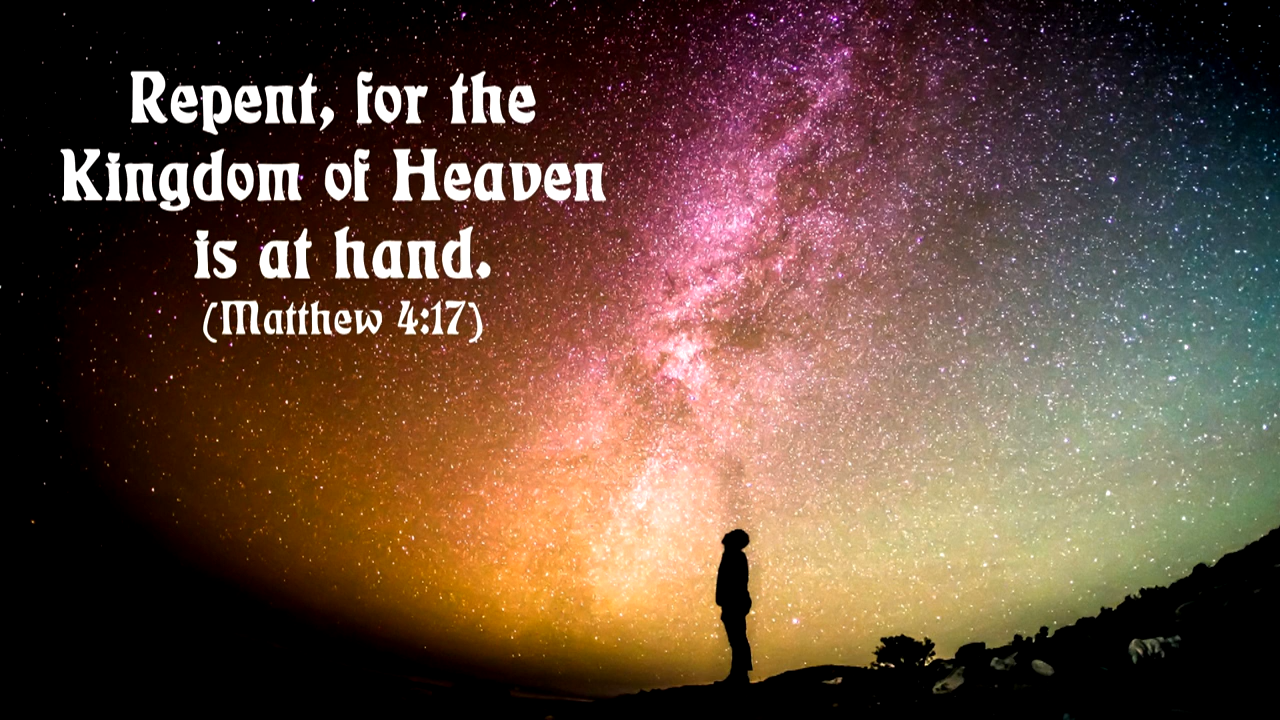 Repent, for the
Kingdom of Heaven
is at hand.
(Matthew 4:17)